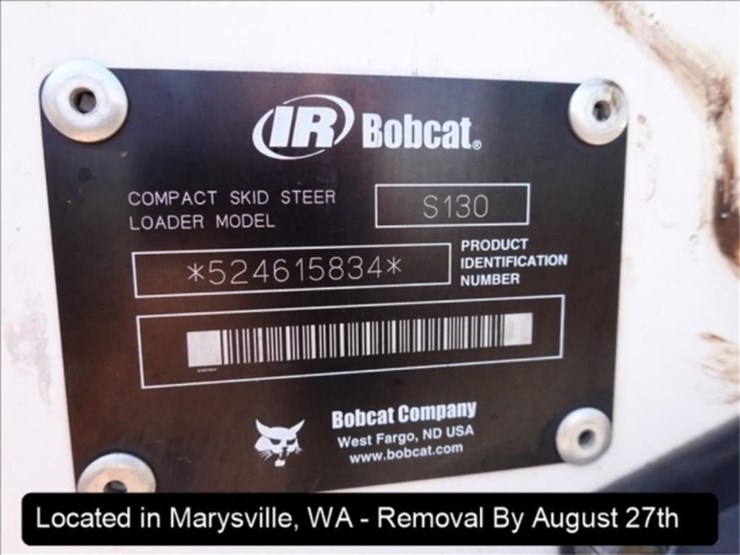 IR Bobcat®
COMPACT SKID STEER
LOADER MODEL
S130
*524615834*
PRODUCT
IDENTIFICATION
NUMBER
Bobcat Company
West Fargo, ND USA
www.bobcat.com
Located in Marysville, WA - Removal By August 27th